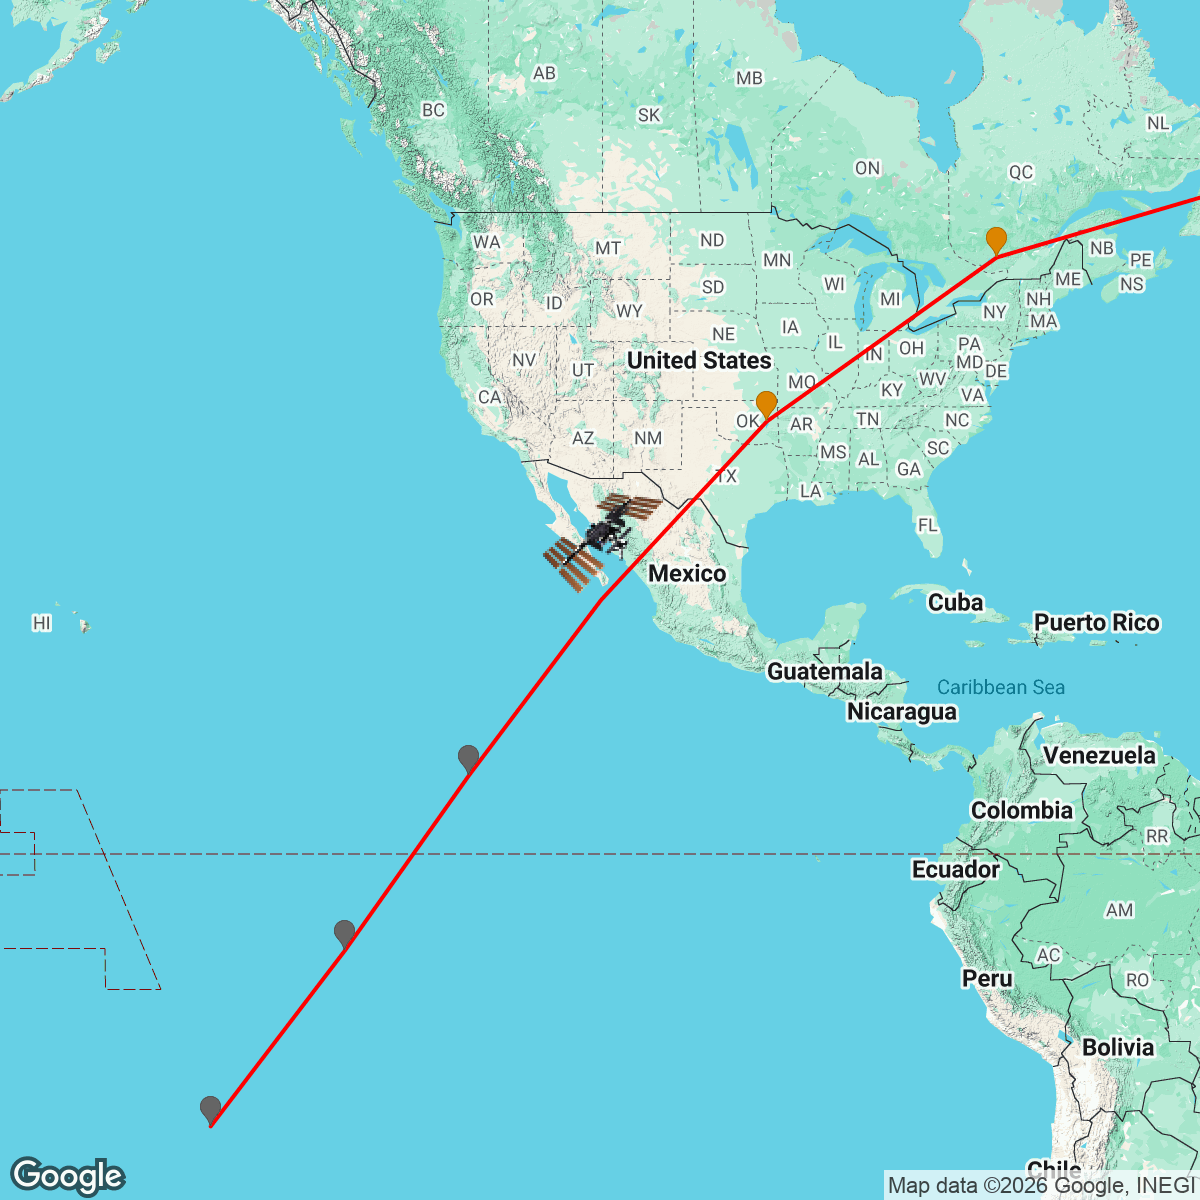 AB
MB
BC
SK
NL
ON
QC
WA
MT
ND
MN
NB
PE
OR
ID
WY
SD
WI
MI
ME
NS
NH
NY
MA
NE
IA
IL
IN
OH
PA
MD
DE
NV
UT
United States
CA
MO
KY
WV
VA
AZ
NM
OK
AR
TN
NC
MS
AL
GA
SC
TX
LA
FL
Mexico
HI
Cuba
Puerto Rico
Guatemala
Caribbean Sea
Nicaragua
Venezuela
Colombia
RR
Ecuador
AM
AC
Peru
RO
Bolivia
Chile
Google
Map data ©2026 Google, INEGI